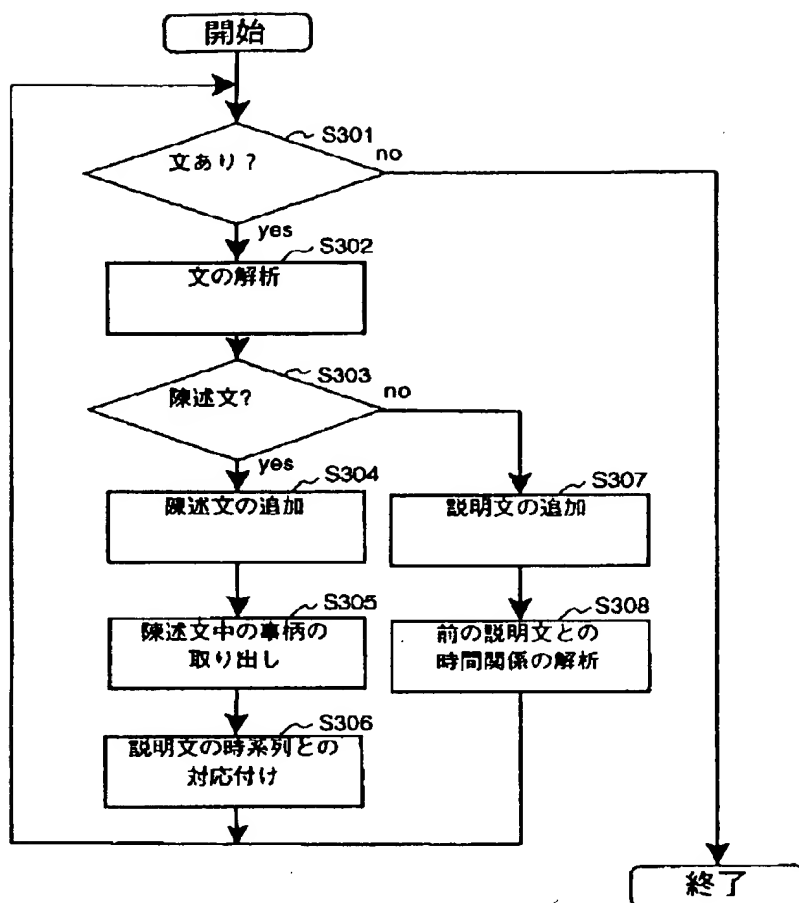 開始
S301
文あり?
no
yes
S302
文の解析
S303
陳述文?
no
yes
S304
陳述文の追加
S307
説明文の追加
S305
陳述文中の事柄の
取り出し
S308
前の説明文との
時間関係の解析
S306
説明文の時系列との
対応付け
終了